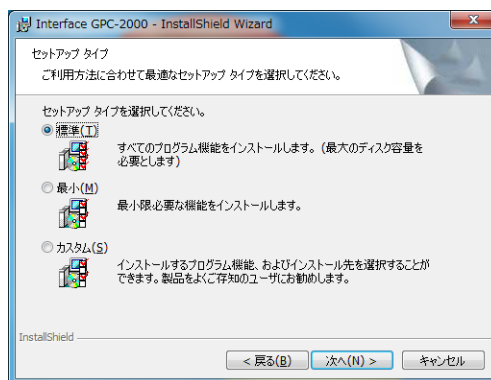 Interface GPC-2000 - InstallShield Wizard
セットアップ タイプ
ご利用方法に合わせて最適なセットアップ タイプを選択してください。
セットアップ タイプを選択してください。
標準(T)
すべてのプログラム機能をインストールします。(最大のディスク容量を
必要とします)
最小(M)
最小限必要な機能をインストールします。
カスタム(S)
インストールするプログラム機能、およびインストール先を選択することが
できます。製品をよくご存知のユーザにお勧めします。
InstallShield
< 戻る(B) 次へ(N) > キャンセル